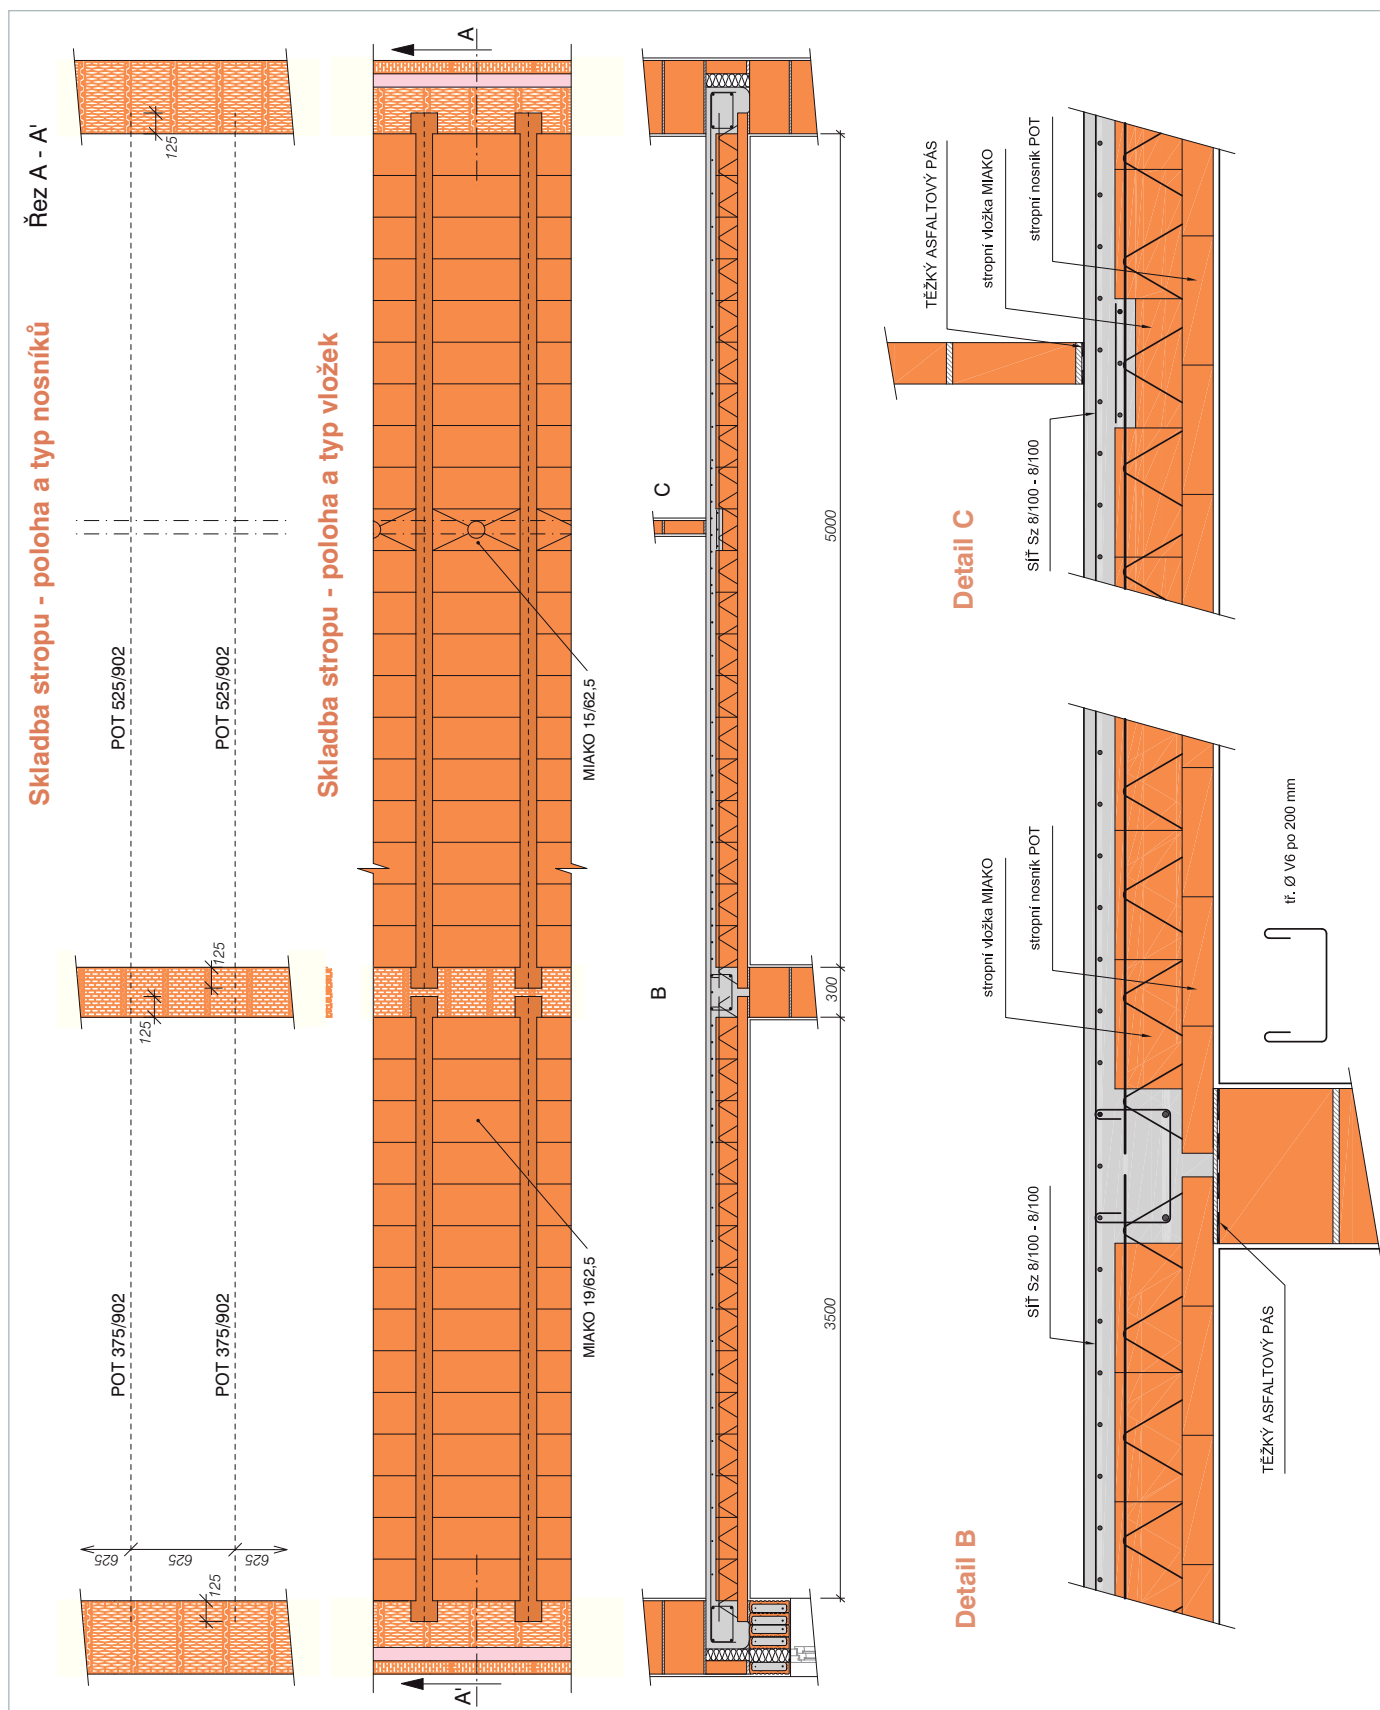 Řez A - A'
Skladba stropu - poloha a typ nosníků
POT 375/902
POT 525/902
POT 375/902
POT 525/902
625
625
625
125
125
125
125
Skladba stropu - poloha a typ vložek
A'
A
MIAKO 19/62,5
MIAKO 15/62,5
B
C
3500
300
5000
Detail B
SÍŤ Sz 8/100 - 8/100
stropní vložka MIAKO
stropní nosník POT
TĚŽKÝ ASFALTOVÝ PÁS
tř. Ø V6 po 200 mm
Detail C
SÍŤ Sz 8/100 - 8/100
TĚŽKÝ ASFALTOVÝ PÁS
stropní vložka MIAKO
stropní nosník POT